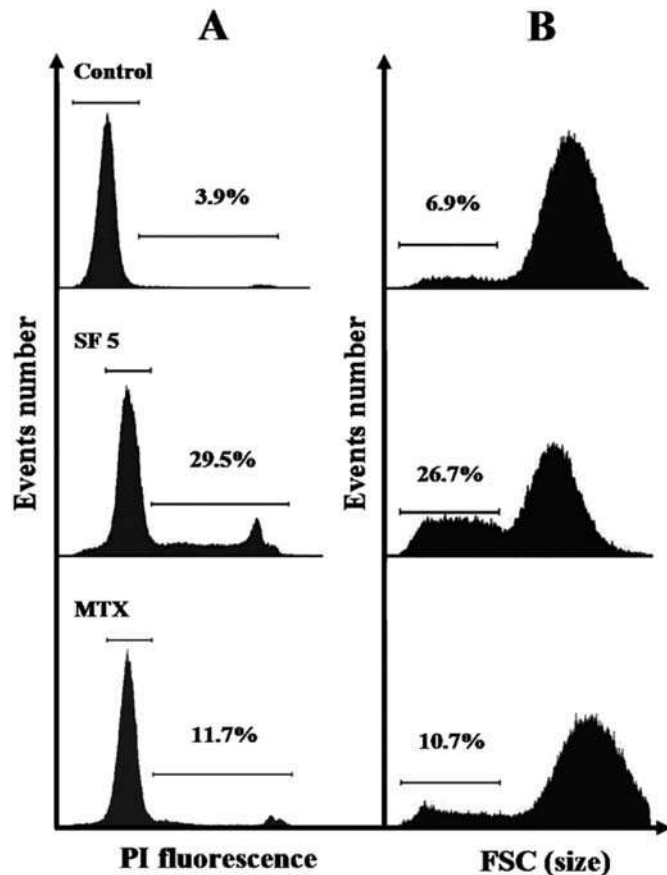 A
B
Control
3.9%
6.9%
Events number
Events number
SF 5
29.5%
26.7%
MTX
11.7%
10.7%
PI fluorescence
FSC (size)